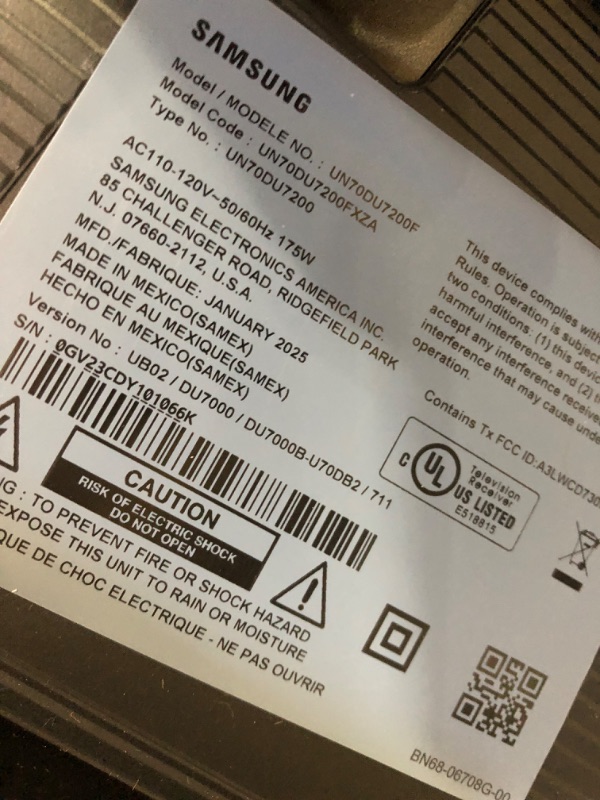 SAMSUNG
Model / MODELE NO. : UN70DU7200F
Model Code : UN70DU7200FXZA
Type No. : UN70DU7200
AC110-120V~50/60Hz 175W
SAMSUNG ELECTRONICS AMERICA INC.
85 CHALLENGER ROAD, RIDGEFIELD PARK
N.J. 07660-2112, U.S.A.
MFD./FABRIQUE: JANUARY 2025
MADE IN MEXICO(SAMEX)
FABRIQUE AU MEXIQUE(SAMEX)
HECHO EN MEXICO(SAMEX)
Version No : UB02 / DU7000 / DU7000B-U70DB2 / 711
S/N : 0GV23CDY101066K
CAUTION
RISK OF ELECTRIC SHOCK
DO NOT OPEN
: TO PREVENT FIRE OR SHOCK HAZARD
EXPOSE THIS UNIT TO RAIN OR MOISTURE
DE CHOC ELECTRIQUE - NE PAS OUVRIR
This device complies with
Rules, Operation is subject
two conditions: (1) this device
harmful interference, and (2)
accept any interference received
interference that may cause
operation.
Contains Tx FCC ID:A3LWCD730
C UL US LISTED
Television
Receiver
E518815
BN68-06708G-00